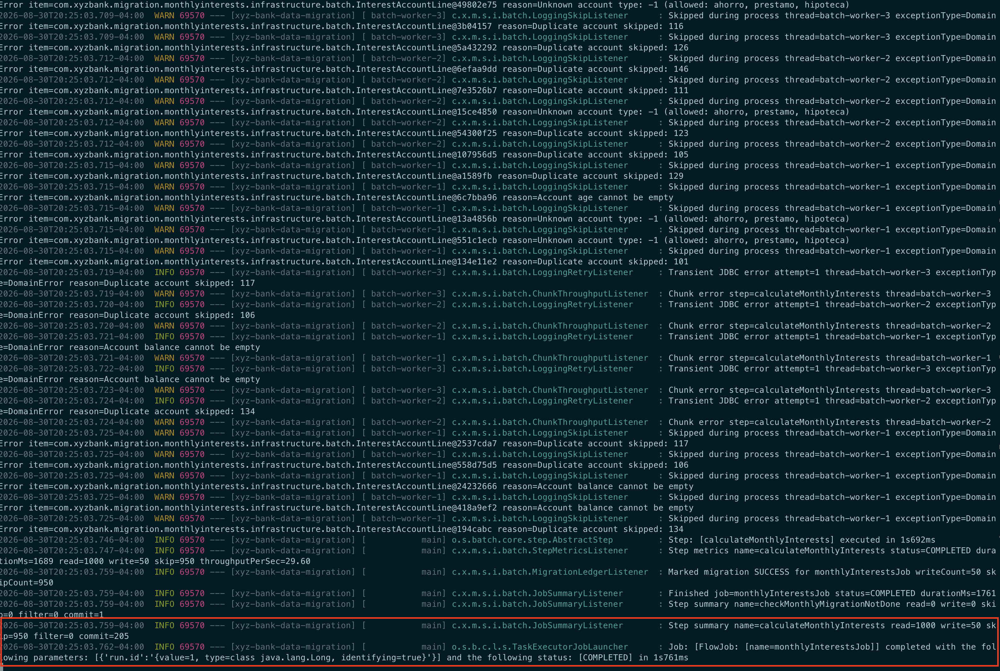 Error item=com.xyzbank.migration.monthlyinterests.infrastructure.batch.InterestAccountLine@49802e75 reason=Unknown account type: -1 (allowed: ahorro, prestamo, hipoteca)
2026-08-30T20:25:03.709-04:00  WARN 69570 --- [xyz-bank-data-migration] [ batch-worker-3] c.x.m.s.i.batch.LoggingSkipListener      : Skipped during process thread=batch-worker-3 exceptionType=Domain
Error item=com.xyzbank.migration.monthlyinterests.infrastructure.batch.InterestAccountLine@3b04157 reason=Duplicate account skipped: 116
2026-08-30T20:25:03.709-04:00  WARN 69570 --- [xyz-bank-data-migration] [ batch-worker-3] c.x.m.s.i.batch.LoggingSkipListener      : Skipped during process thread=batch-worker-3 exceptionType=Domain
Error item=com.xyzbank.migration.monthlyinterests.infrastructure.batch.InterestAccountLine@5a432292 reason=Duplicate account skipped: 126
2026-08-30T20:25:03.712-04:00  WARN 69570 --- [xyz-bank-data-migration] [ batch-worker-2] c.x.m.s.i.batch.LoggingSkipListener      : Skipped during process thread=batch-worker-2 exceptionType=Domain
Error item=com.xyzbank.migration.monthlyinterests.infrastructure.batch.InterestAccountLine@6efaa9dd reason=Duplicate account skipped: 146
2026-08-30T20:25:03.712-04:00  WARN 69570 --- [xyz-bank-data-migration] [ batch-worker-2] c.x.m.s.i.batch.LoggingSkipListener      : Skipped during process thread=batch-worker-2 exceptionType=Domain
Error item=com.xyzbank.migration.monthlyinterests.infrastructure.batch.InterestAccountLine@7e3526b7 reason=Duplicate account skipped: 111
2026-08-30T20:25:03.712-04:00  WARN 69570 --- [xyz-bank-data-migration] [ batch-worker-2] c.x.m.s.i.batch.LoggingSkipListener      : Skipped during process thread=batch-worker-2 exceptionType=Domain
Error item=com.xyzbank.migration.monthlyinterests.infrastructure.batch.InterestAccountLine@15ce4850 reason=Unknown account type: -1 (allowed: ahorro, prestamo, hipoteca)
2026-08-30T20:25:03.712-04:00  WARN 69570 --- [xyz-bank-data-migration] [ batch-worker-2] c.x.m.s.i.batch.LoggingSkipListener      : Skipped during process thread=batch-worker-2 exceptionType=Domain
Error item=com.xyzbank.migration.monthlyinterests.infrastructure.batch.InterestAccountLine@54300f25 reason=Duplicate account skipped: 123
2026-08-30T20:25:03.712-04:00  WARN 69570 --- [xyz-bank-data-migration] [ batch-worker-2] c.x.m.s.i.batch.LoggingSkipListener      : Skipped during process thread=batch-worker-2 exceptionType=Domain
Error item=com.xyzbank.migration.monthlyinterests.infrastructure.batch.InterestAccountLine@107956d5 reason=Duplicate account skipped: 105
2026-08-30T20:25:03.715-04:00  WARN 69570 --- [xyz-bank-data-migration] [ batch-worker-1] c.x.m.s.i.batch.LoggingSkipListener      : Skipped during process thread=batch-worker-1 exceptionType=Domain
Error item=com.xyzbank.migration.monthlyinterests.infrastructure.batch.InterestAccountLine@a1589fb reason=Duplicate account skipped: 129
2026-08-30T20:25:03.715-04:00  WARN 69570 --- [xyz-bank-data-migration] [ batch-worker-1] c.x.m.s.i.batch.LoggingSkipListener      : Skipped during process thread=batch-worker-1 exceptionType=Domain
Error item=com.xyzbank.migration.monthlyinterests.infrastructure.batch.InterestAccountLine@6c7bba96 reason=Account age cannot be empty
2026-08-30T20:25:03.715-04:00  WARN 69570 --- [xyz-bank-data-migration] [ batch-worker-1] c.x.m.s.i.batch.LoggingSkipListener      : Skipped during process thread=batch-worker-1 exceptionType=Domain
Error item=com.xyzbank.migration.monthlyinterests.infrastructure.batch.InterestAccountLine@13a4856b reason=Unknown account type: -1 (allowed: ahorro, prestamo, hipoteca)
2026-08-30T20:25:03.715-04:00  WARN 69570 --- [xyz-bank-data-migration] [ batch-worker-1] c.x.m.s.i.batch.LoggingSkipListener      : Skipped during process thread=batch-worker-1 exceptionType=Domain
Error item=com.xyzbank.migration.monthlyinterests.infrastructure.batch.InterestAccountLine@551c1ecb reason=Unknown account type: -1 (allowed: ahorro, prestamo, hipoteca)
2026-08-30T20:25:03.715-04:00  WARN 69570 --- [xyz-bank-data-migration] [ batch-worker-1] c.x.m.s.i.batch.LoggingSkipListener      : Skipped during process thread=batch-worker-1 exceptionType=Domain
Error item=com.xyzbank.migration.monthlyinterests.infrastructure.batch.InterestAccountLine@134e11e2 reason=Duplicate account skipped: 101
2026-08-30T20:25:03.719-04:00  INFO 69570 --- [xyz-bank-data-migration] [ batch-worker-3] c.x.m.s.i.batch.LoggingRetryListener     : Transient JDBC error attempt=1 thread=batch-worker-3 exceptionTyp
e=DomainError reason=Duplicate account skipped: 117
2026-08-30T20:25:03.719-04:00  WARN 69570 --- [xyz-bank-data-migration] [ batch-worker-3] c.x.m.s.i.batch.ChunkThroughputListener  : Chunk error step=calculateMonthlyInterests thread=batch-worker-3
2026-08-30T20:25:03.720-04:00  INFO 69570 --- [xyz-bank-data-migration] [ batch-worker-2] c.x.m.s.i.batch.LoggingRetryListener     : Transient JDBC error attempt=1 thread=batch-worker-2 exceptionTyp
e=DomainError reason=Duplicate account skipped: 106
2026-08-30T20:25:03.720-04:00  WARN 69570 --- [xyz-bank-data-migration] [ batch-worker-2] c.x.m.s.i.batch.ChunkThroughputListener  : Chunk error step=calculateMonthlyInterests thread=batch-worker-2
2026-08-30T20:25:03.721-04:00  INFO 69570 --- [xyz-bank-data-migration] [ batch-worker-1] c.x.m.s.i.batch.LoggingRetryListener     : Transient JDBC error attempt=1 thread=batch-worker-1 exceptionTyp
e=DomainError reason=Account balance cannot be empty
2026-08-30T20:25:03.721-04:00  WARN 69570 --- [xyz-bank-data-migration] [ batch-worker-1] c.x.m.s.i.batch.ChunkThroughputListener  : Chunk error step=calculateMonthlyInterests thread=batch-worker-1
2026-08-30T20:25:03.722-04:00  INFO 69570 --- [xyz-bank-data-migration] [ batch-worker-3] c.x.m.s.i.batch.LoggingRetryListener     : Transient JDBC error attempt=1 thread=batch-worker-3 exceptionTyp
e=DomainError reason=Account balance cannot be empty
2026-08-30T20:25:03.723-04:00  WARN 69570 --- [xyz-bank-data-migration] [ batch-worker-3] c.x.m.s.i.batch.ChunkThroughputListener  : Chunk error step=calculateMonthlyInterests thread=batch-worker-3
2026-08-30T20:25:03.724-04:00  INFO 69570 --- [xyz-bank-data-migration] [ batch-worker-2] c.x.m.s.i.batch.LoggingRetryListener     : Transient JDBC error attempt=1 thread=batch-worker-2 exceptionTyp
e=DomainError reason=Duplicate account skipped: 134
2026-08-30T20:25:03.724-04:00  WARN 69570 --- [xyz-bank-data-migration] [ batch-worker-2] c.x.m.s.i.batch.ChunkThroughputListener  : Chunk error step=calculateMonthlyInterests thread=batch-worker-2
2026-08-30T20:25:03.725-04:00  WARN 69570 --- [xyz-bank-data-migration] [ batch-worker-1] c.x.m.s.i.batch.LoggingSkipListener      : Skipped during process thread=batch-worker-1 exceptionType=Domain
Error item=com.xyzbank.migration.monthlyinterests.infrastructure.batch.InterestAccountLine@2537cda7 reason=Duplicate account skipped: 117
2026-08-30T20:25:03.725-04:00  WARN 69570 --- [xyz-bank-data-migration] [ batch-worker-1] c.x.m.s.i.batch.LoggingSkipListener      : Skipped during process thread=batch-worker-1 exceptionType=Domain
Error item=com.xyzbank.migration.monthlyinterests.infrastructure.batch.InterestAccountLine@558d75d5 reason=Duplicate account skipped: 106
2026-08-30T20:25:03.725-04:00  WARN 69570 --- [xyz-bank-data-migration] [ batch-worker-1] c.x.m.s.i.batch.LoggingSkipListener      : Skipped during process thread=batch-worker-1 exceptionType=Domain
Error item=com.xyzbank.migration.monthlyinterests.infrastructure.batch.InterestAccountLine@24232666 reason=Account balance cannot be empty
2026-08-30T20:25:03.725-04:00  WARN 69570 --- [xyz-bank-data-migration] [ batch-worker-1] c.x.m.s.i.batch.LoggingSkipListener      : Skipped during process thread=batch-worker-1 exceptionType=Domain
Error item=com.xyzbank.migration.monthlyinterests.infrastructure.batch.InterestAccountLine@418a9ef2 reason=Account balance cannot be empty
2026-08-30T20:25:03.725-04:00  WARN 69570 --- [xyz-bank-data-migration] [ batch-worker-1] c.x.m.s.i.batch.LoggingSkipListener      : Skipped during process thread=batch-worker-1 exceptionType=Domain
Error item=com.xyzbank.migration.monthlyinterests.infrastructure.batch.InterestAccountLine@194cabc reason=Duplicate account skipped: 134
2026-08-30T20:25:03.746-04:00  INFO 69570 --- [xyz-bank-data-migration] [           main] o.s.batch.core.step.AbstractStep         : Step: [calculateMonthlyInterests] executed in 1s692ms
2026-08-30T20:25:03.747-04:00  INFO 69570 --- [xyz-bank-data-migration] [           main] c.x.m.s.i.batch.StepMetricsListener      : Step metrics name=calculateMonthlyInterests status=COMPLETED dura
tionMs=1689 read=1000 write=50 skip=950 throughputPerSec=29.60
2026-08-30T20:25:03.759-04:00  INFO 69570 --- [xyz-bank-data-migration] [           main] c.x.m.s.i.batch.MigrationLedgerListener  : Marked migration SUCCESS for monthlyInterestsJob writeCount=50 sk
ipCount=950
2026-08-30T20:25:03.759-04:00  INFO 69570 --- [xyz-bank-data-migration] [           main] c.x.m.s.i.batch.JobSummaryListener       : Finished job=monthlyInterestsJob status=COMPLETED durationMs=1761
2026-08-30T20:25:03.759-04:00  INFO 69570 --- [xyz-bank-data-migration] [           main] c.x.m.s.i.batch.JobSummaryListener       : Step summary name=checkMonthlyMigrationNotDone read=0 write=0 ski
p=0 filter=0 commit=1
2026-08-30T20:25:03.759-04:00  INFO 69570 --- [xyz-bank-data-migration] [           main] c.x.m.s.i.batch.JobSummaryListener       : Step summary name=calculateMonthlyInterests read=1000 write=50 sk
ip=950 filter=0 commit=205
2026-08-30T20:25:03.762-04:00  INFO 69570 --- [xyz-bank-data-migration] [           main] o.s.b.c.l.s.TaskExecutorJobLauncher      : Job: [FlowJob: [name=monthlyInterestsJob]] completed with the fol
lowing parameters: [{'run.id':'{value=1, type=class java.lang.Long, identifying=true}'}] and the following status: [COMPLETED] in 1s761ms